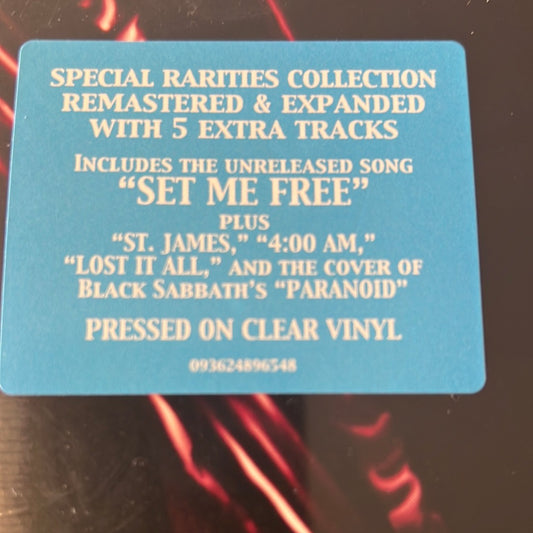 SPECIAL RARITIES COLLECTION
REMASTERED & EXPANDED
WITH 5 EXTRA TRACKS
INCLUDES THE UNRELEASED SONG
“SET ME FREE”
PLUS
“ST. JAMES,” “4:00 AM,”
“LOST IT ALL,” AND THE COVER OF
BLACK SABBATH’S “PARANOID”
PRESSED ON CLEAR VINYL
093624896548